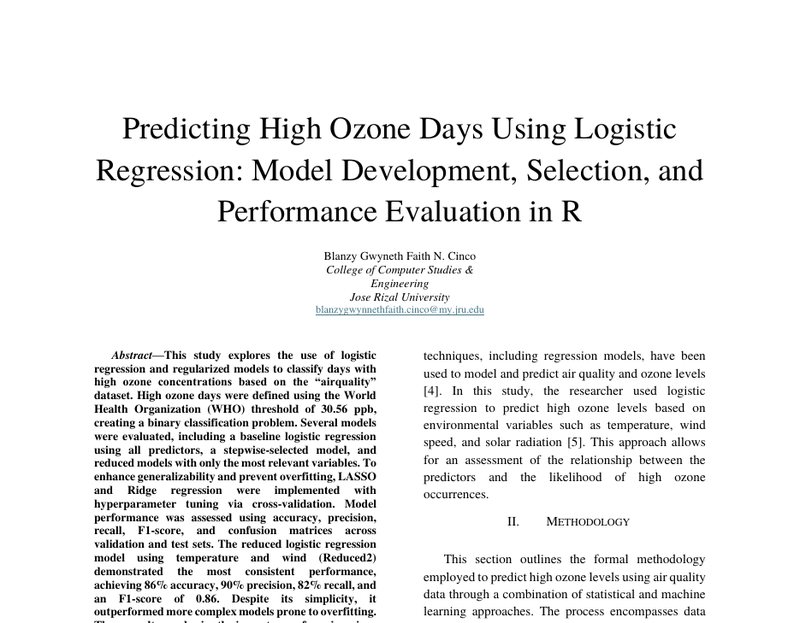 Predicting High Ozone Days Using Logistic
Regression: Model Development, Selection, and
Performance Evaluation in R
Blanzy Gwyneth Faith N. Cinco
College of Computer Studies &
Engineering
Jose Rizal University
blanzygwynnethfaith.cinco@my.jru.edu
Abstract—This study explores the use of logistic
regression and regularized models to classify days with
high ozone concentrations based on the “airquality”
dataset. High ozone days were defined using the World
Health Organization (WHO) threshold of 30.56 ppb,
creating a binary classification problem. Several models
were evaluated, including a baseline logistic regression
using all predictors, a stepwise-selected model, and
reduced models with only the most relevant variables. To
enhance generalizability and prevent overfitting, LASSO
and Ridge regression were implemented with
hyperparameter tuning via cross-validation. Model
performance was assessed using accuracy, precision,
recall, F1-score, and confusion matrices across
validation and test sets. The reduced logistic regression
model using temperature and wind (Reduced2)
demonstrated the most consistent performance,
achieving 86% accuracy, 90% precision, 82% recall, and
an F1-score of 0.86. Despite its simplicity, it
outperformed more complex models prone to overfitting.
techniques, including regression models, have been
used to model and predict air quality and ozone levels
[4]. In this study, the researcher used logistic
regression to predict high ozone levels based on
environmental variables such as temperature, wind
speed, and solar radiation [5]. This approach allows
for an assessment of the relationship between the
predictors and the likelihood of high ozone
occurrences.
II. METHODOLOGY
This section outlines the formal methodology
employed to predict high ozone levels using air quality
data through a combination of statistical and machine
learning approaches. The process encompasses data